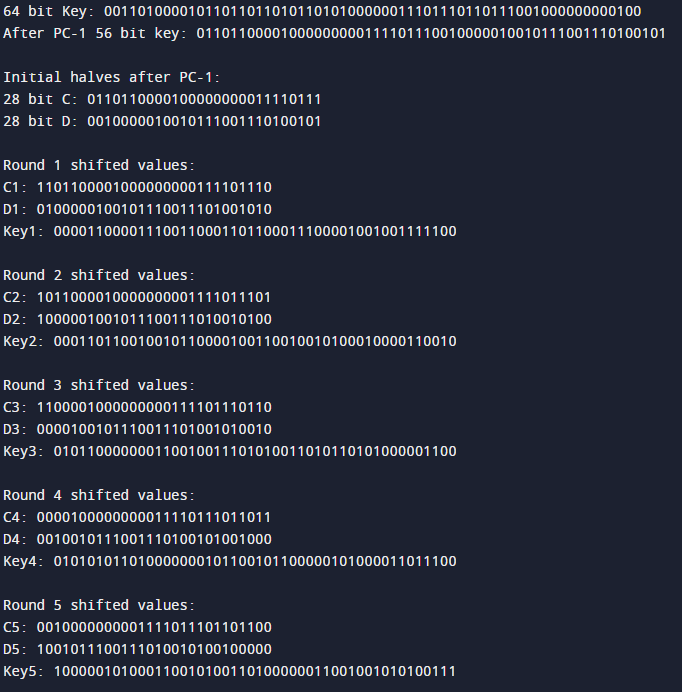 64 bit Key: 0011010000101101101101011010100000011101110110111001000000000100
After PC-1 56 bit key: 01101100001000000000111101110010000010010111001110100101
Initial halves after PC-1:
28 bit C: 0110110000100000000011110111
28 bit D: 0010000010010111001110100101
Round 1 shifted values:
C1: 1101100001000000000111101110
D1: 0100000100101110011101001010
Key1: 000011000011100110001101100011100001001001111100
Round 2 shifted values:
C2: 1011000010000000001111011101
D2: 1000001001011100111010010100
Key2: 000110110010010110000100110010010100010000110010
Round 3 shifted values:
C3: 1100001000000000111101110110
D3: 0000100101110011101001010010
Key3: 010110000000110010011101010011010110101000001100
Round 4 shifted values:
C4: 0000100000000011110111011011
D4: 0010010111001110100101001000
Key4: 010101011010000000101100101100000101000011011100
Round 5 shifted values:
C5: 0010000000001111011101101100
D5: 1001011100111010010100100000
Key5: 100000101000110010100110100000011001001010100111